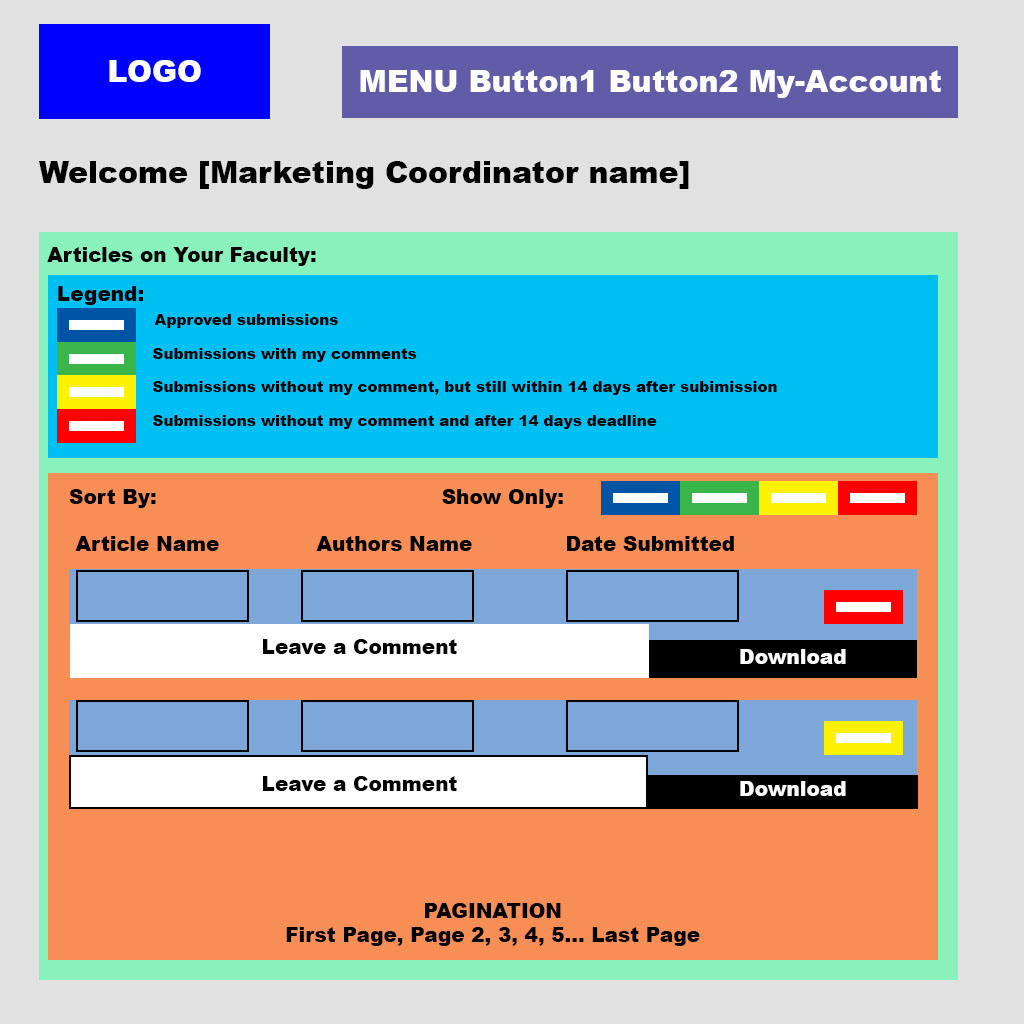 LOGO
MENU Button1 Button2 My-Account
Welcome [Marketing Coordinator name]
Articles on Your Faculty:
Legend:
Approved submissions
Submissions with my comments
Submissions without my comment, but still within 14 days after subimission
Submissions without my comment and after 14 days deadline
Sort By:
Show Only:
Article Name
Authors Name
Date Submitted
Leave a Comment
Download
Leave a Comment
Download
PAGINATION
First Page, Page 2, 3, 4, 5... Last Page